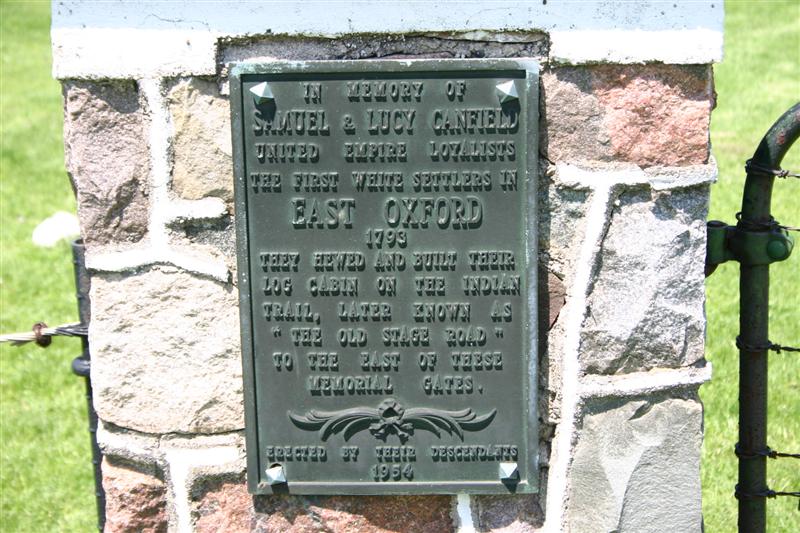 IN MEMORY OF
SAMUEL & LUCY CANFIELD
UNITED EMPIRE LOYALISTS
THE FIRST WHITE SETTLERS IN
EAST OXFORD
1793
THEY HEWED AND BUILT THEIR
LOG CABIN ON THE INDIAN
TRAIL, LATER KNOWN AS
" THE OLD STAGE ROAD "
TO THE EAST OF THESE
MEMORIAL GATES.
ERECTED BY THEIR DESCENDANTS
1954